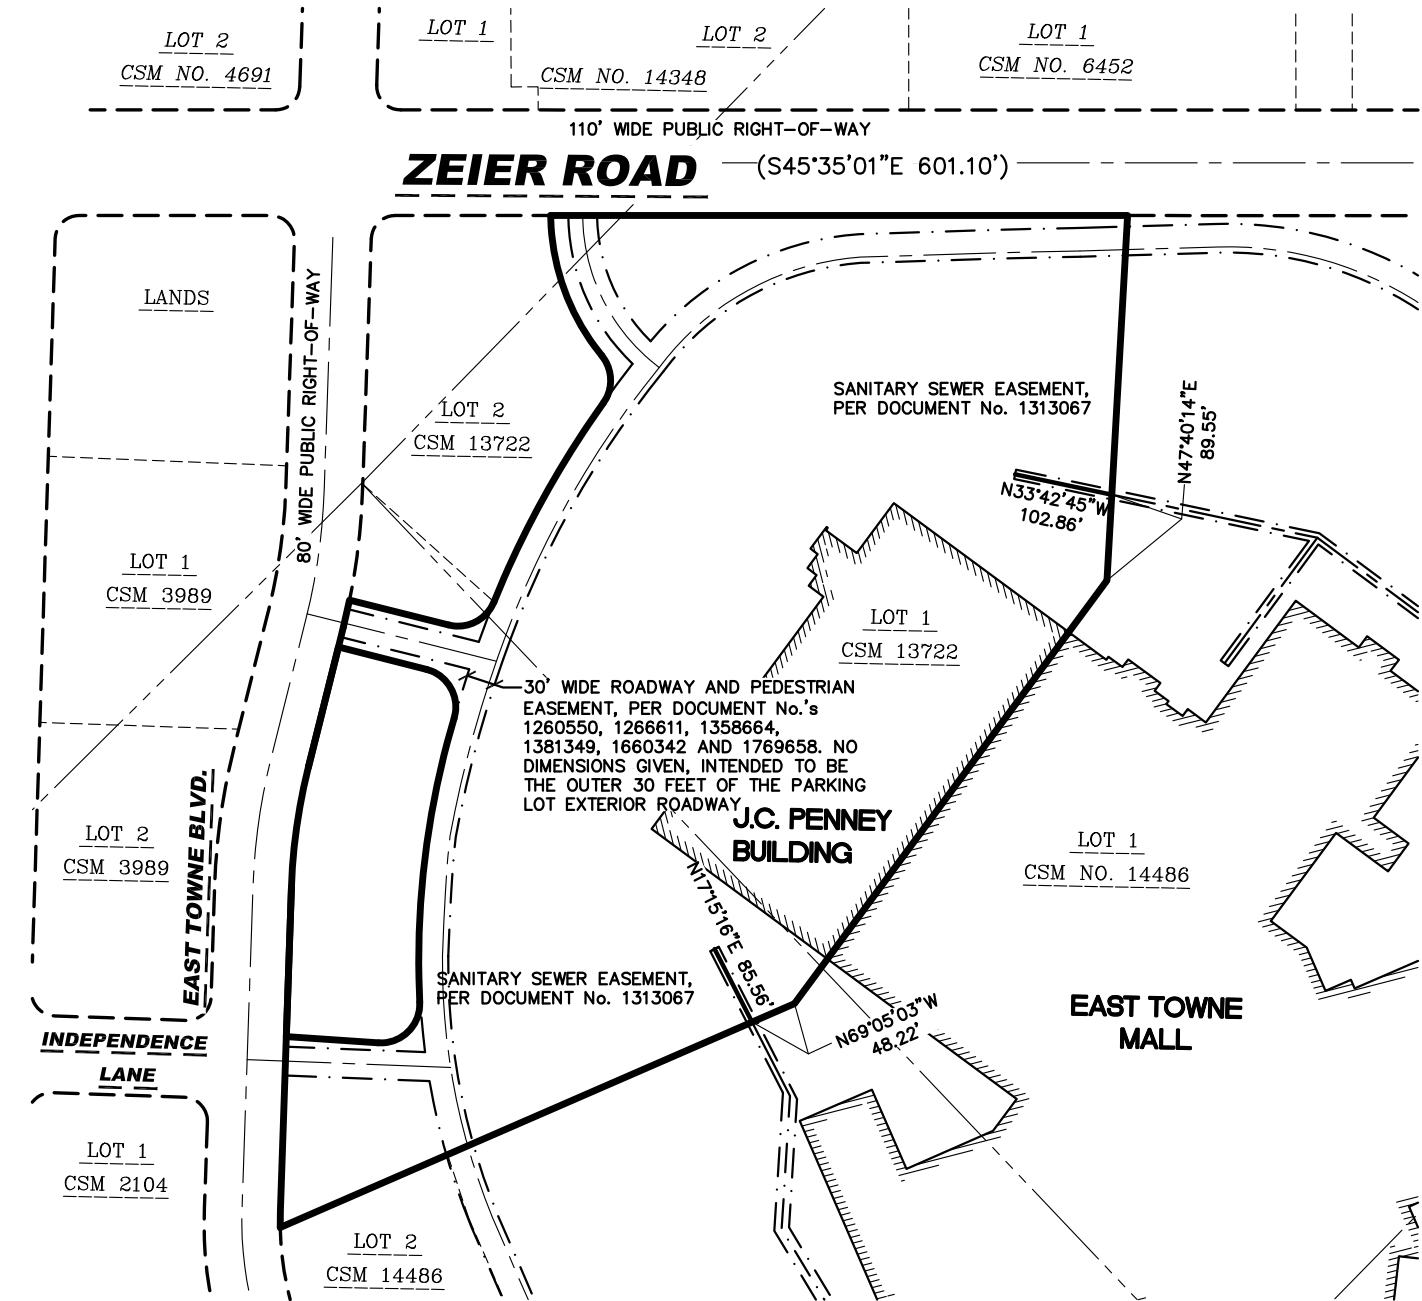 LOT 2
CSM NO. 4691
LOT 1
LOT 2
CSM NO. 14348
LOT 1
CSM NO. 6452
110' WIDE PUBLIC RIGHT-OF-WAY
ZEIER ROAD
(S45°35'01"E 601.10')
LANDS
80' WIDE PUBLIC RIGHT-OF-WAY
LOT 2
CSM 13722
SANITARY SEWER EASEMENT,
PER DOCUMENT No. 1313067
N47°40'14"E
89.55'
N33°42'45"W
102.86'
LOT 1
CSM 3989
LOT 1
CSM 13722
30' WIDE ROADWAY AND PEDESTRIAN
EASEMENT, PER DOCUMENT No.'s
1260550, 1266611, 1358664,
1381349, 1660342 AND 1769658. NO
DIMENSIONS GIVEN, INTENDED TO BE
THE OUTER 30 FEET OF THE PARKING
LOT EXTERIOR ROADWAY
J.C. PENNEY
BUILDING
LOT 2
CSM 3989
EAST TOWNE BLVD.
LOT 1
CSM NO. 14486
N17°15'16"E 85.56'
SANITARY SEWER EASEMENT,
PER DOCUMENT No. 1313067
N69°05'03"W
48.22'
EAST TOWNE
MALL
INDEPENDENCE
LANE
LOT 1
CSM 2104
LOT 2
CSM 14486